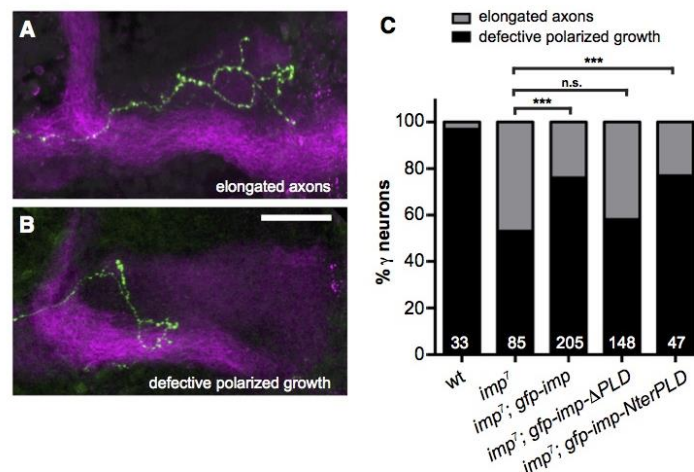 A
elongated axons
B
defective polarized growth
C
elongated axons
defective polarized growth
***
n.s.
***
100
80
60
40
20
0
% γ neurons
33 85 205 148 47
wt
imp⁷
imp⁷; gfp-imp
imp⁷; gfp-imp-ΔPLD
imp⁷; gfp-imp-NterPLD